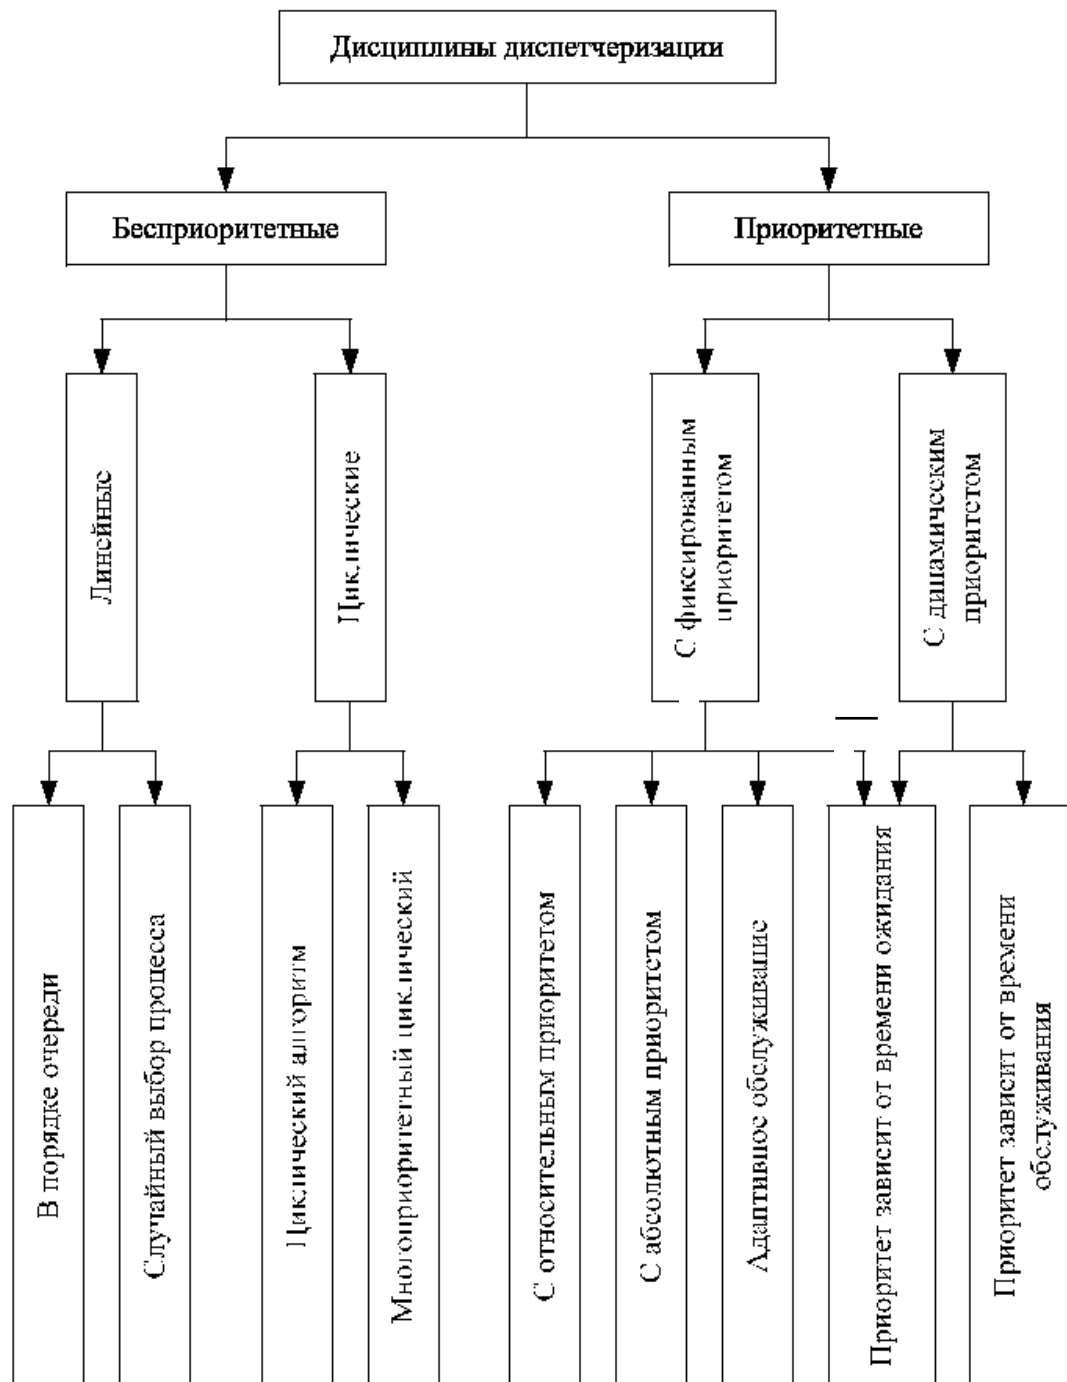 Дисциплины диспетчеризации
Бесприоритетные
Приоритетные
Линейные
Циклические
С фиксированным
приоритетом
С динамическим
приоритетом
В порядке очереди
Случайный выбор процесса
Циклический алгоритм
Многоприоритетный циклический
С относительным приоритетом
С абсолютным приоритетом
Адаптивное обслуживание
Приоритет зависит от времени ожидания
Приоритет зависит от времени
обслуживания